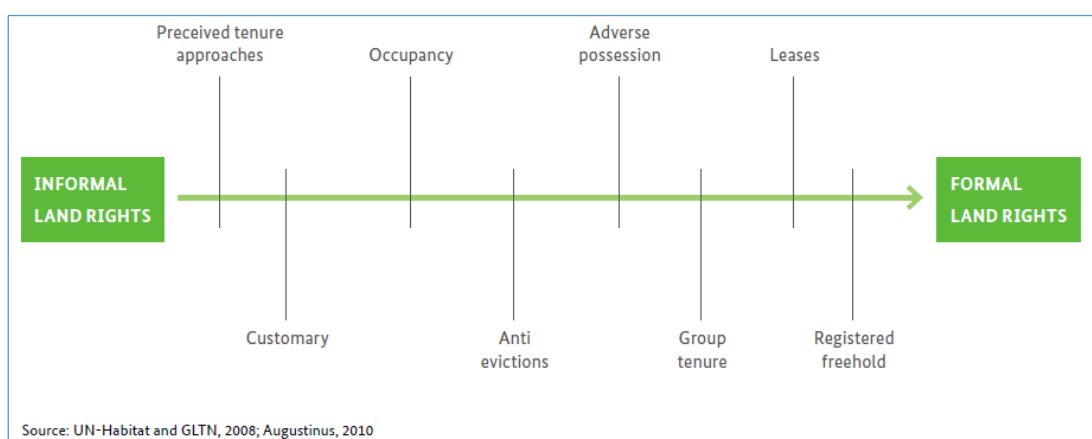 Preceived tenure
approaches
Occupancy
Adverse
possession
Leases
INFORMAL
LAND RIGHTS
FORMAL
LAND RIGHTS
Customary
Anti
evictions
Group
tenure
Registered
freehold
Source: UN-Habitat and GLTN, 2008; Augustinus, 2010